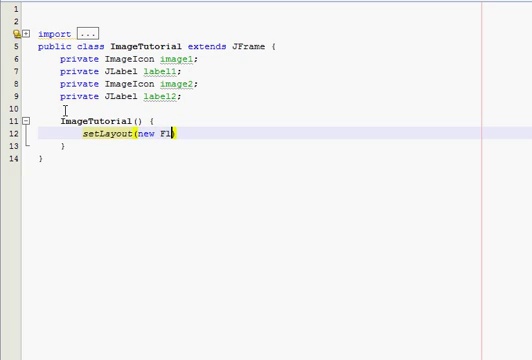 1
2
import ...
5 public class ImageTutorial extends JFrame {
6 private ImageIcon image1;
7 private JLabel label1;
8 private ImageIcon image2;
9 private JLabel label2;
10
11 ImageTutorial() {
12 setLayout(new Fl)
13 }
14 }